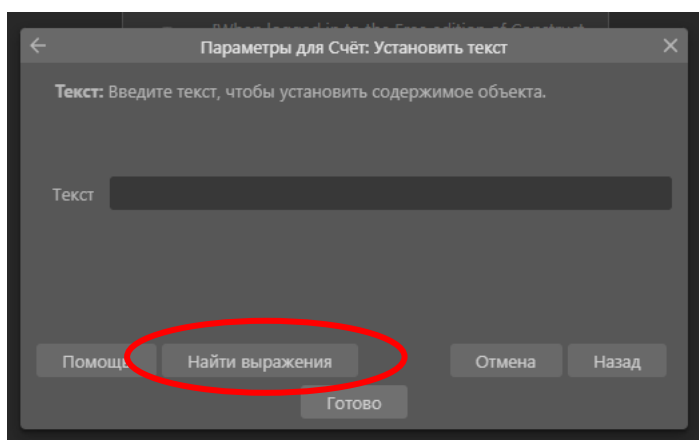 Параметры для Счёт: Установить текст
Текст: Введите текст, чтобы установить содержимое объекта.
Текст
Помощь Найти выражения Отмена Назад
Готово